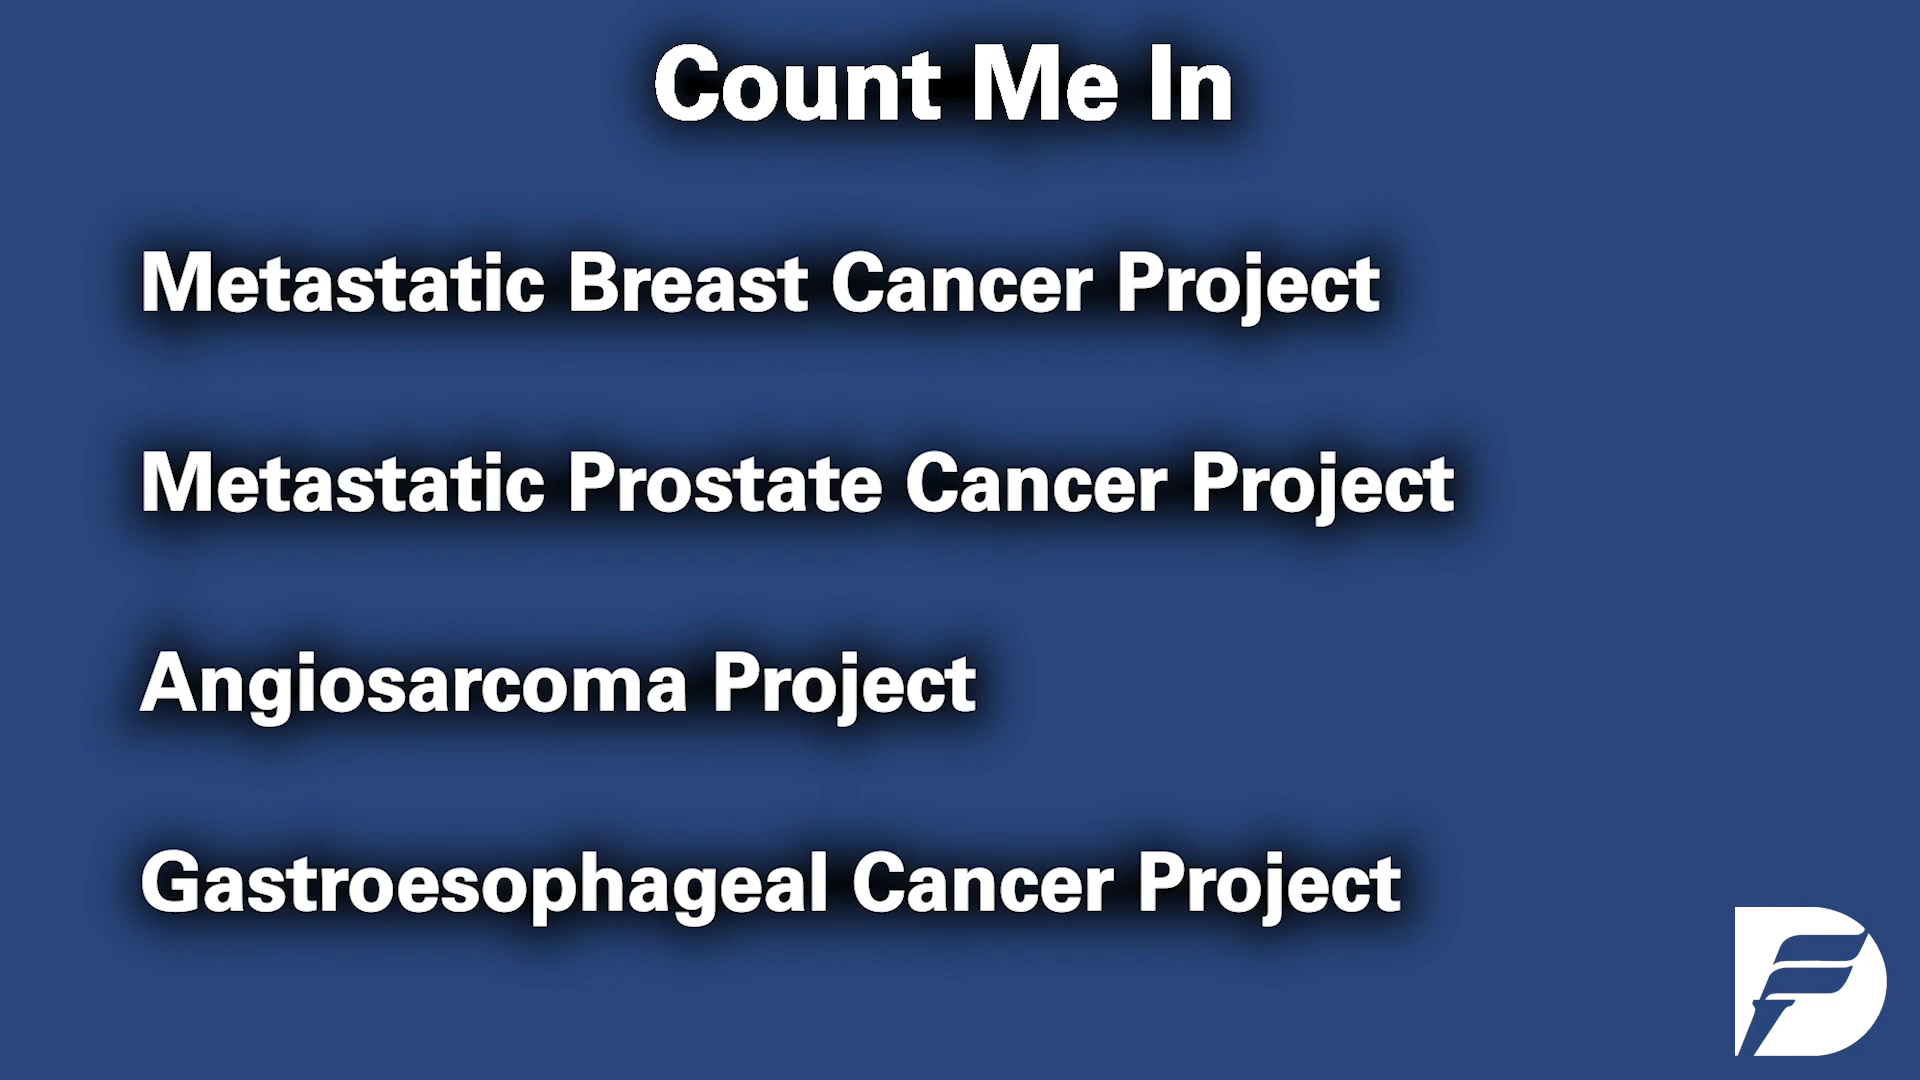 Count Me In
Metastatic Breast Cancer Project
Metastatic Prostate Cancer Project
Angiosarcoma Project
Gastroesophageal Cancer Project